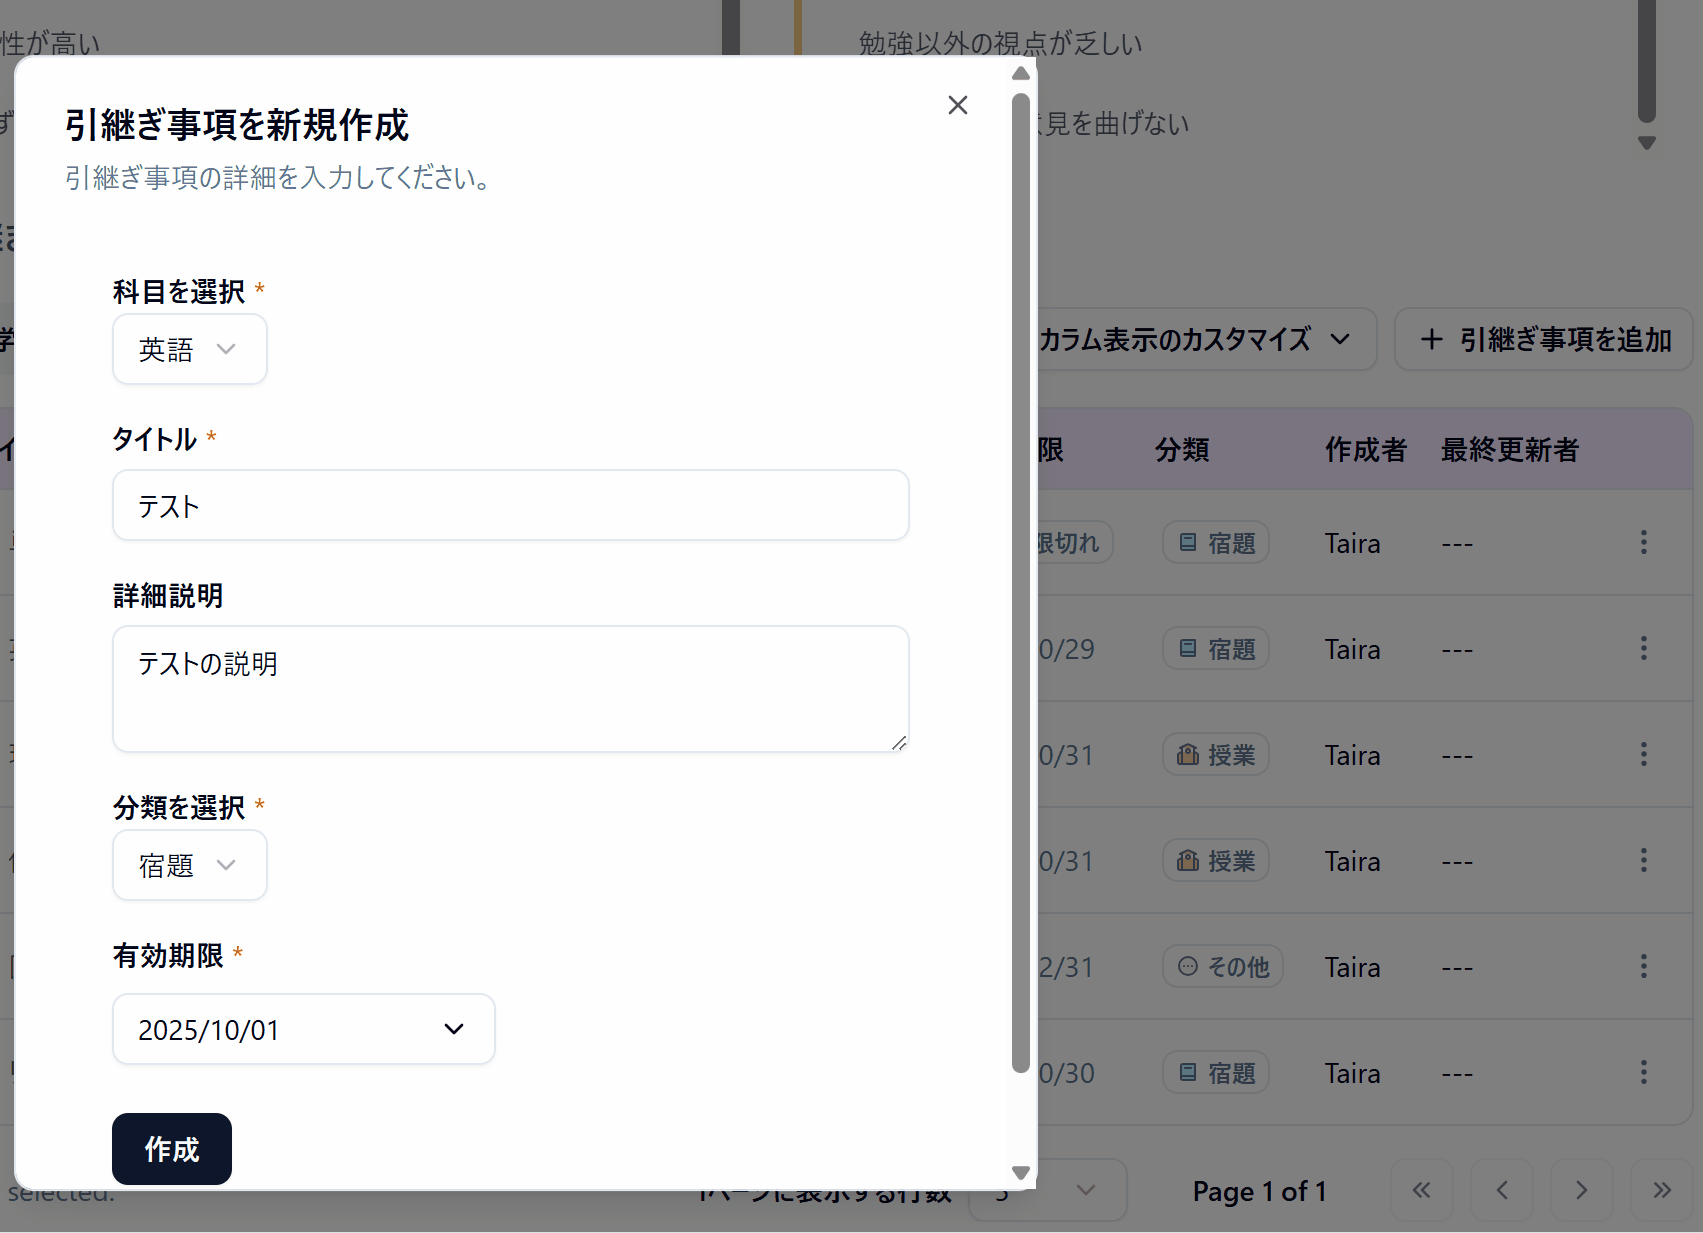 性が高い
勉強以外の視点が乏しい
見を曲げない
引継ぎ事項を新規作成
引継ぎ事項の詳細を入力してください。
科目を選択 *
英語
カラム表示のカスタマイズ
+ 引継ぎ事項を追加
タイトル *
テスト
限 分類 作成者 最終更新者
限切れ 宿題 Taira ---
詳細説明
テストの説明
0/29 宿題 Taira ---
0/31 授業 Taira ---
分類を選択 *
宿題
0/31 授業 Taira ---
有効期限 *
2025/10/01
2/31 その他 Taira ---
0/30 宿題 Taira ---
作成
selected.
1ページに表示する行数 5
Page 1 of 1